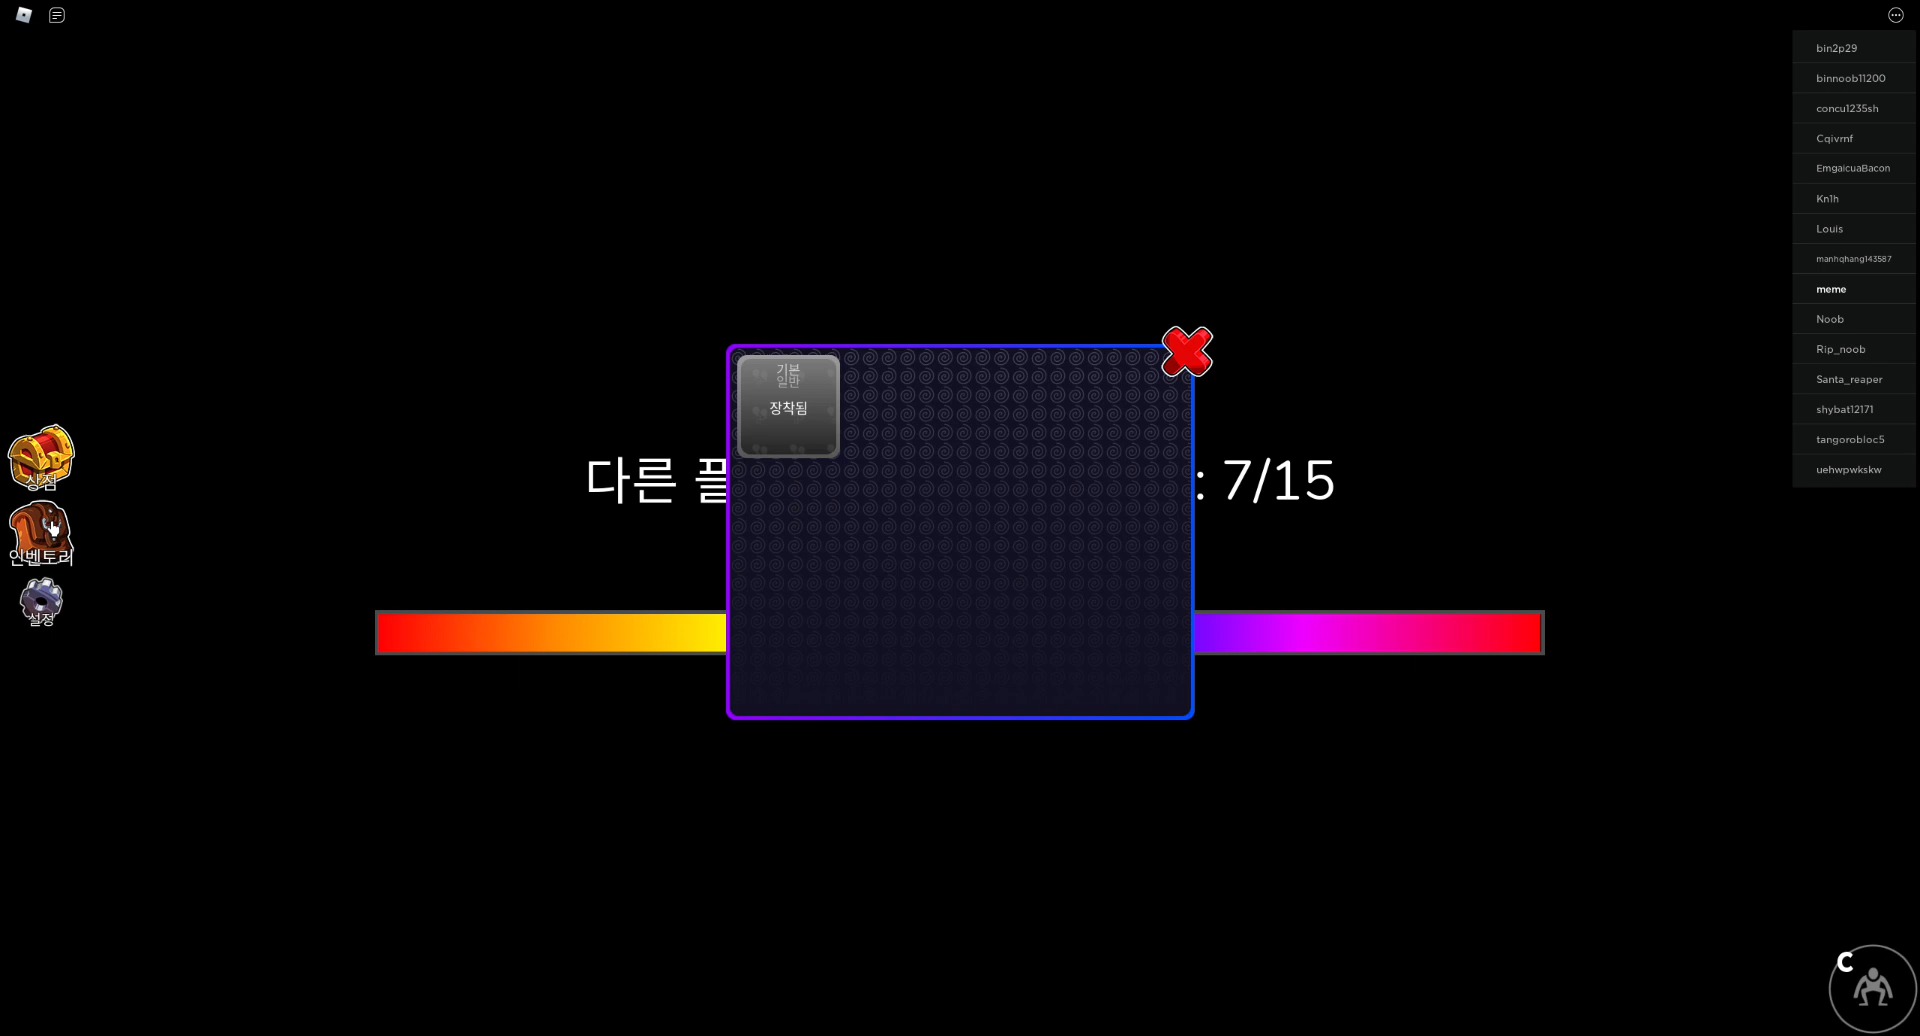 bin2p29
binnoob11200
concu1235sh
Cqivrnf
EmgaicuaBacon
Kn1h
Louis
manhqhang143587
meme
Noob
Rip_noob
Santa_reaper
shybat12171
tangorobloc5
uehwpwkskw
기본
일반
장착됨
다른 플 : 7/15
상점
인벤토리
설정
C